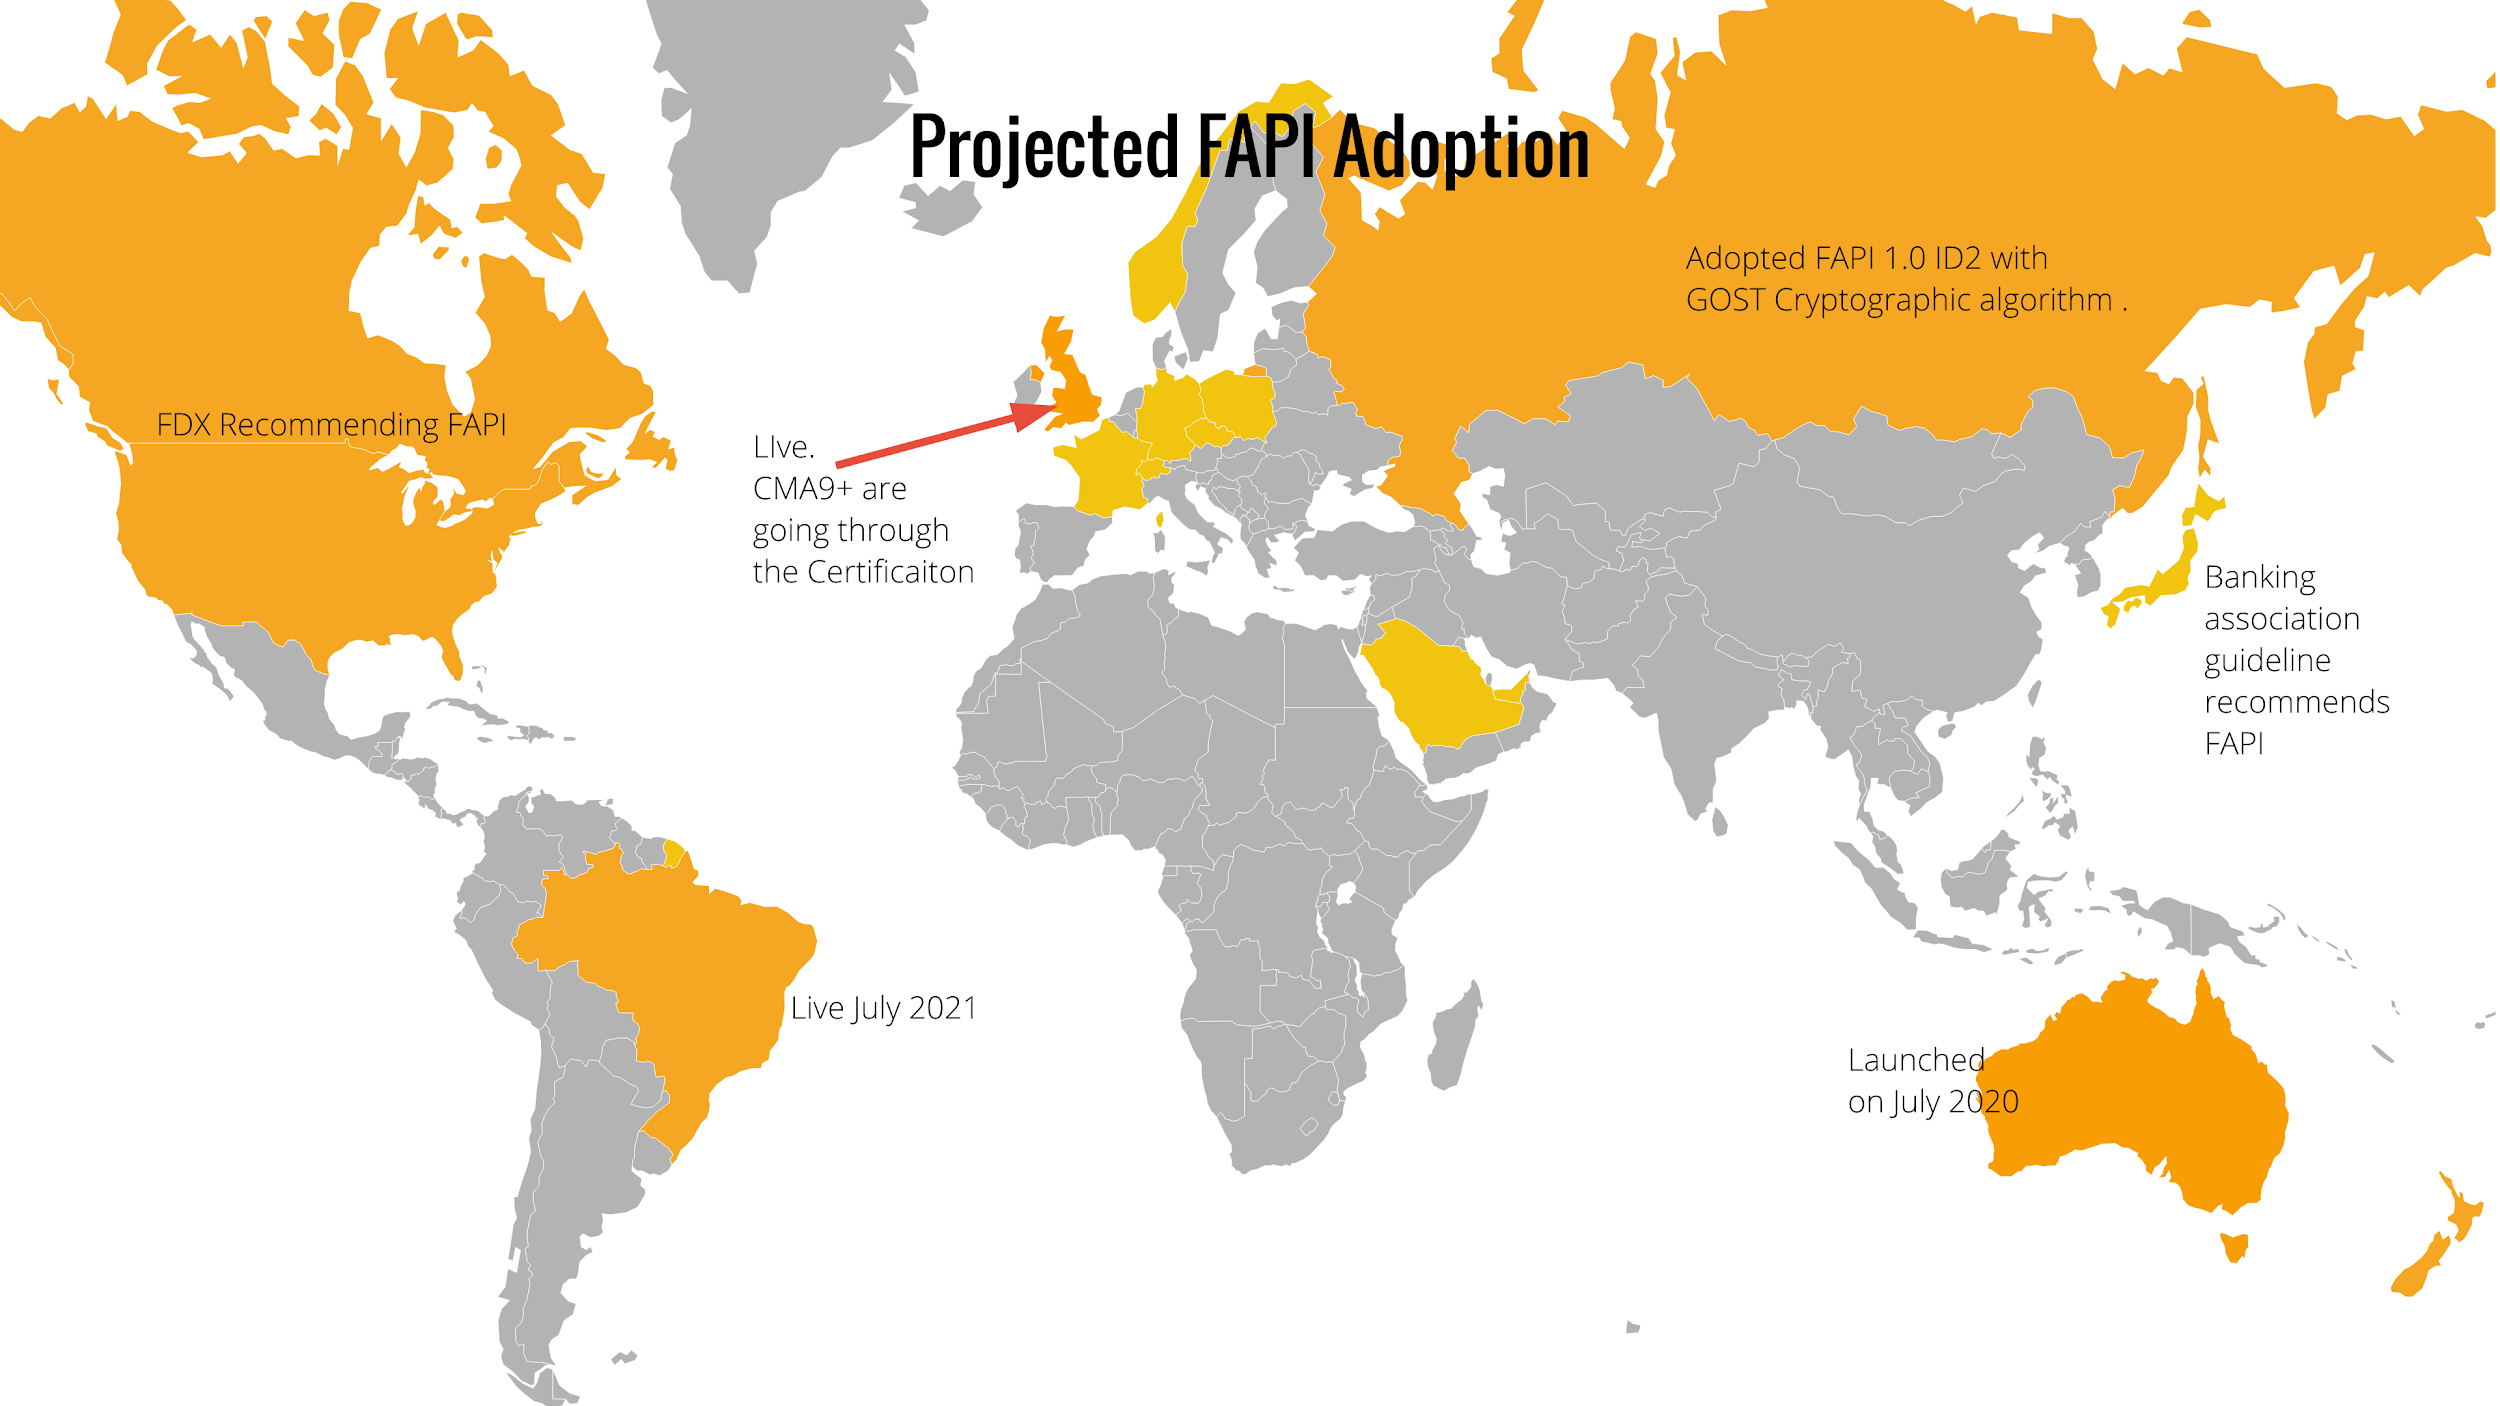 Projected FAPI Adoption
Adopted FAPI 1.0 ID2 with
GOST Cryptographic algorithm .
FDX Recommending FAPI
LIve.
CMA9+ are
going through
the Certificaiton
Banking
association
guideline
recommends
FAPI
Live July 2021
Launched
on July 2020